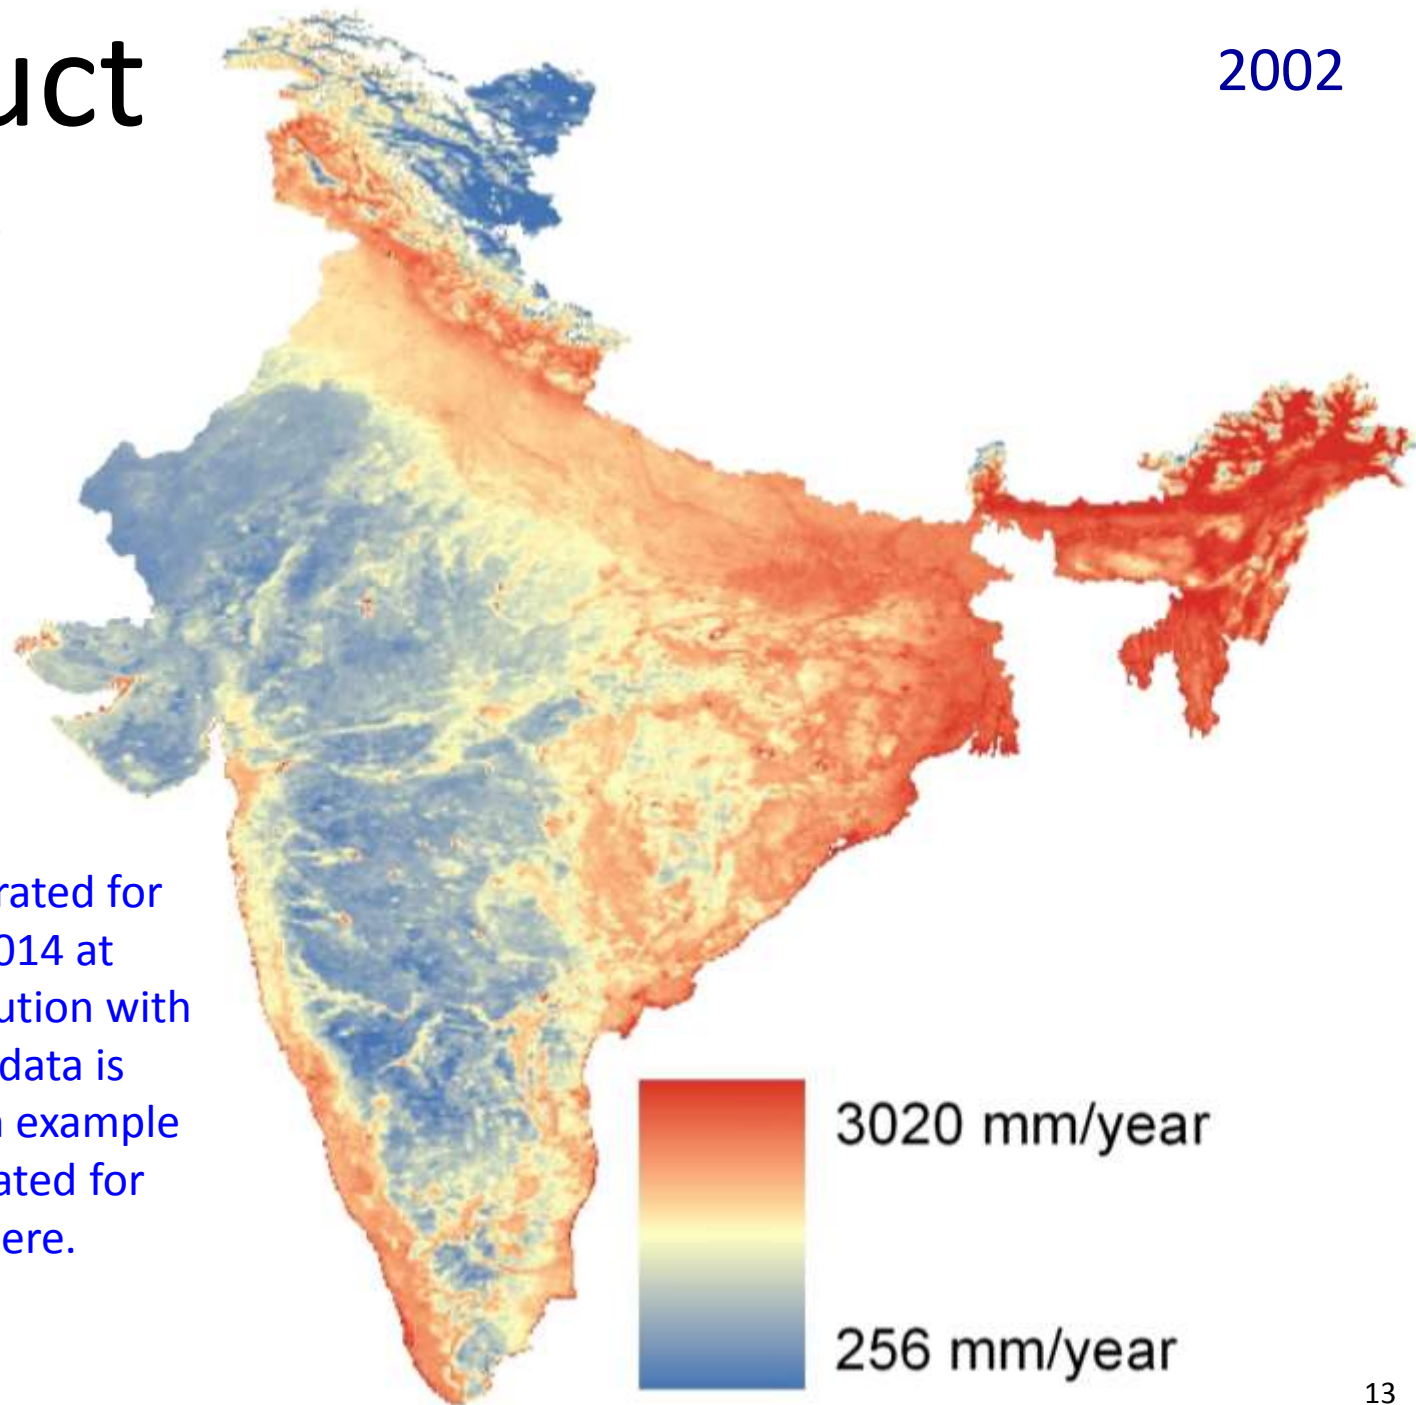 uct
2002
rated for
014 at
ution with
data is
example
ated for
ere.
3020 mm/year
256 mm/year
13